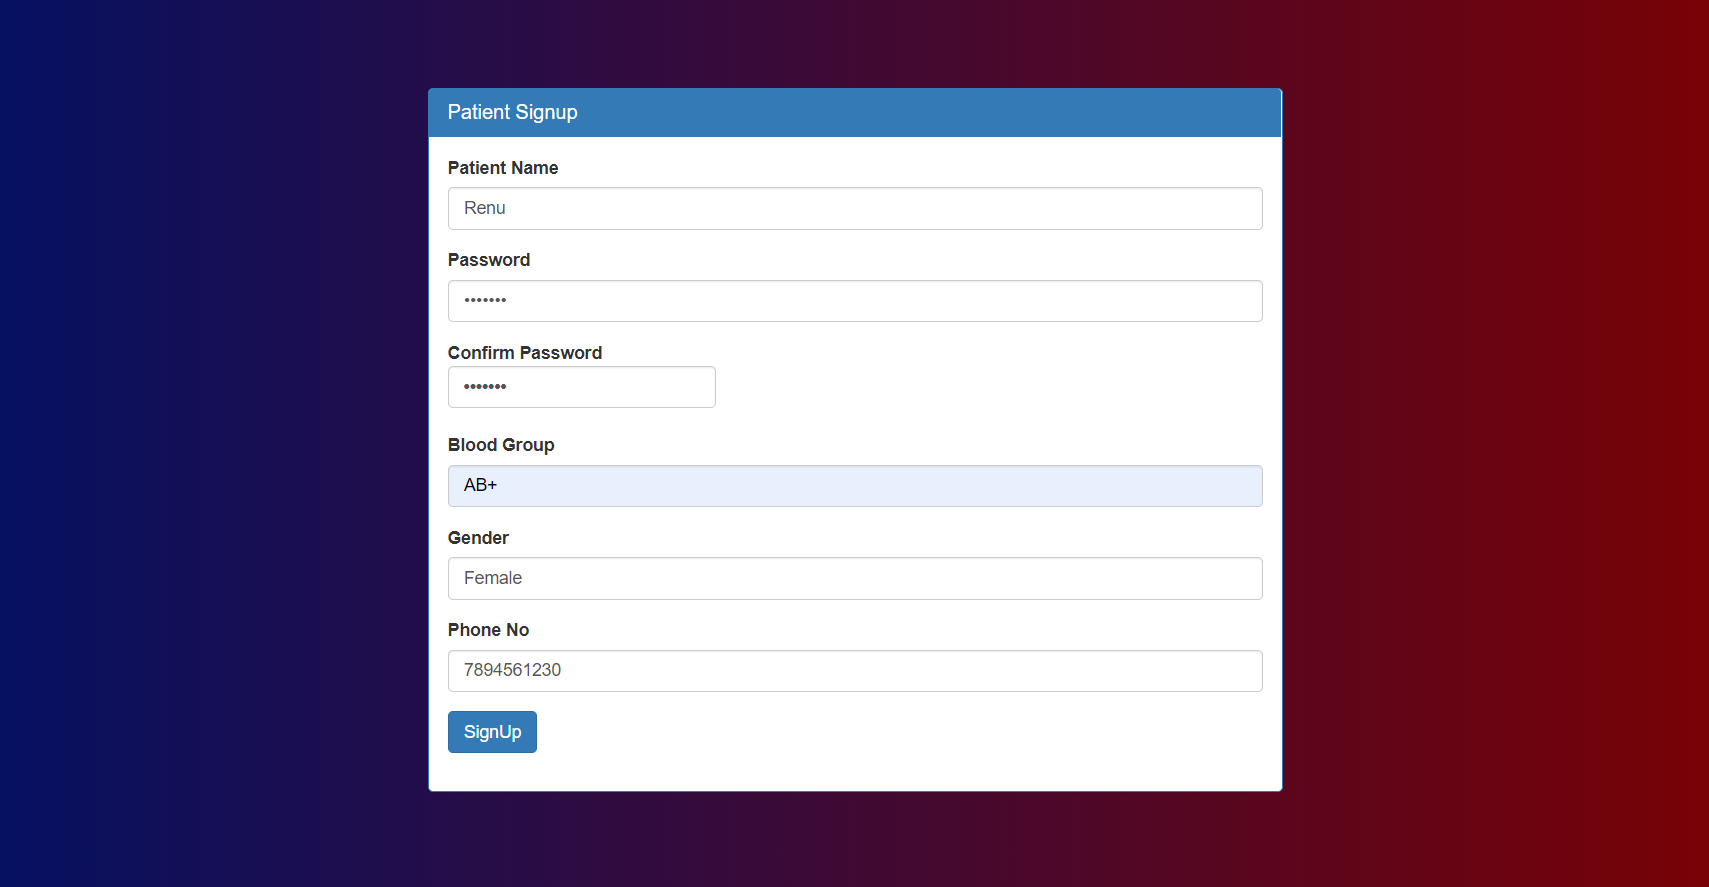 Patient Signup
Patient Name
Renu
Password
•••••••
Confirm Password
•••••••
Blood Group
AB+
Gender
Female
Phone No
7894561230
SignUp